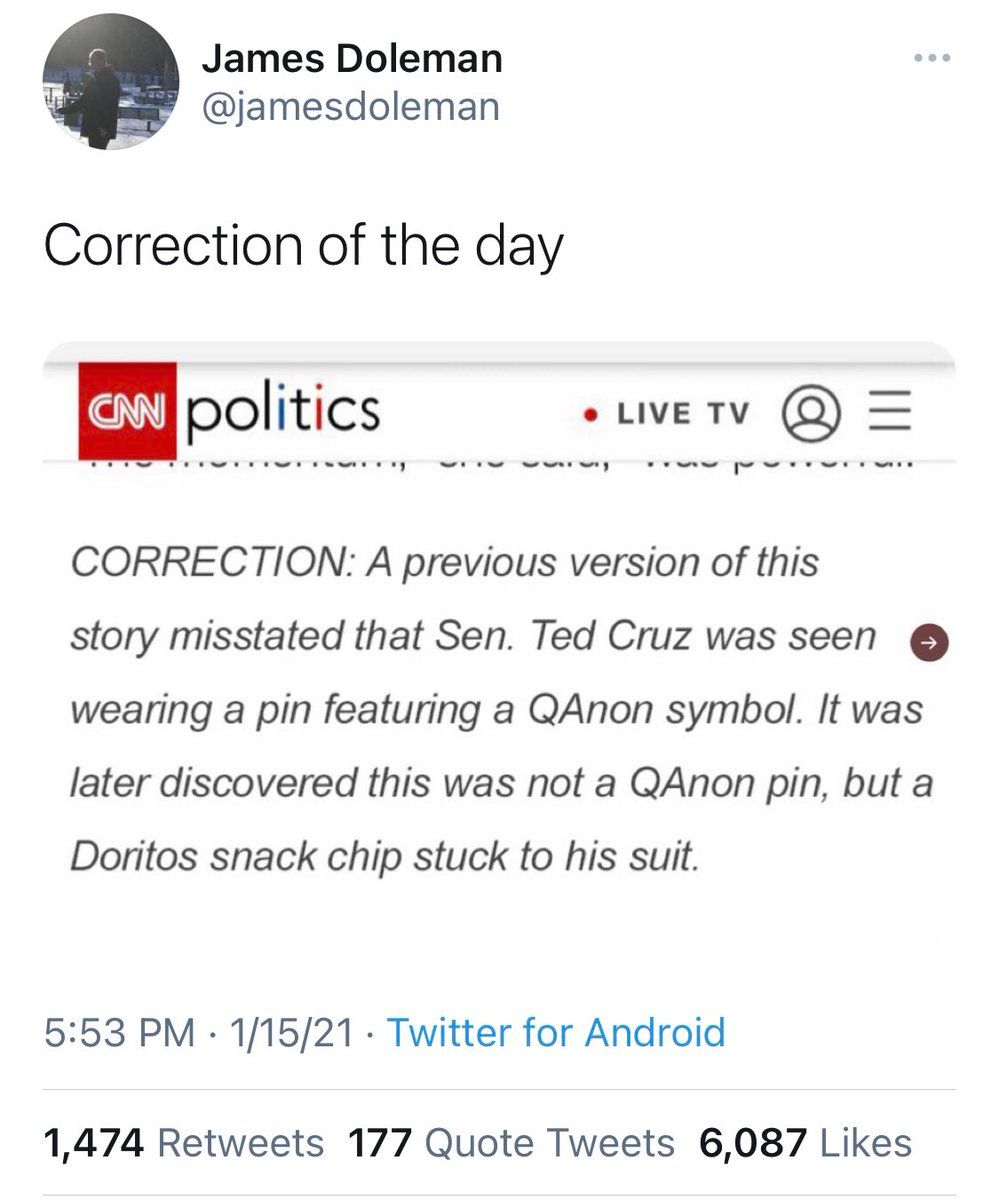 James Doleman
@jamesdoleman
Correction of the day
CNN politics
LIVE TV
CORRECTION: A previous version of this
story misstated that Sen. Ted Cruz was seen
wearing a pin featuring a QAnon symbol. It was
later discovered this was not a QAnon pin, but a
Doritos snack chip stuck to his suit.
5:53 PM · 1/15/21 · Twitter for Android
1,474 Retweets 177 Quote Tweets 6,087 Likes